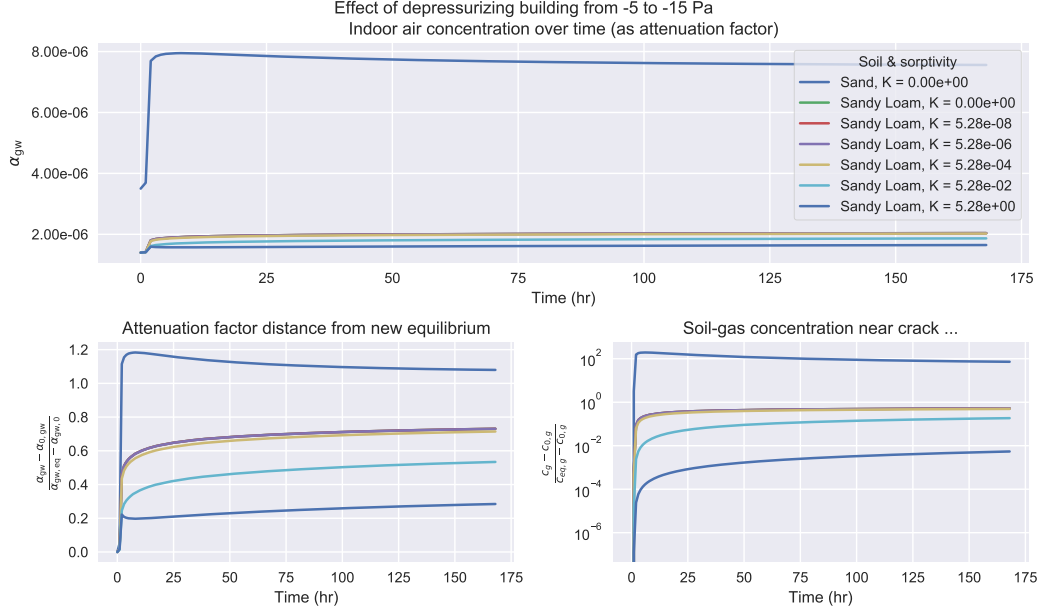 Effect of depressurizing building from -5 to -15 Pa
Indoor air concentration over time (as attenuation factor)
8.00e-06
6.00e-06
4.00e-06
2.00e-06
α_gw
Soil & sorptivity
Sand, K = 0.00e+00
Sandy Loam, K = 0.00e+00
Sandy Loam, K = 5.28e-08
Sandy Loam, K = 5.28e-06
Sandy Loam, K = 5.28e-04
Sandy Loam, K = 5.28e-02
Sandy Loam, K = 5.28e+00
0 25 50 75 100 125 150 175
Time (hr)
Attenuation factor distance from new equilibrium
1.2
1.0
0.8
0.6
0.4
0.2
0.0
α_gw − α_0, gw
α_gw, eq − α_gw, 0
0 25 50 75 100 125 150 175
Time (hr)
Soil-gas concentration near crack ...
10^2
10^0
10^−2
10^−4
10^−6
c_g − c_0, g
c_eq, g − c_0, g
0 25 50 75 100 125 150 175
Time (hr)